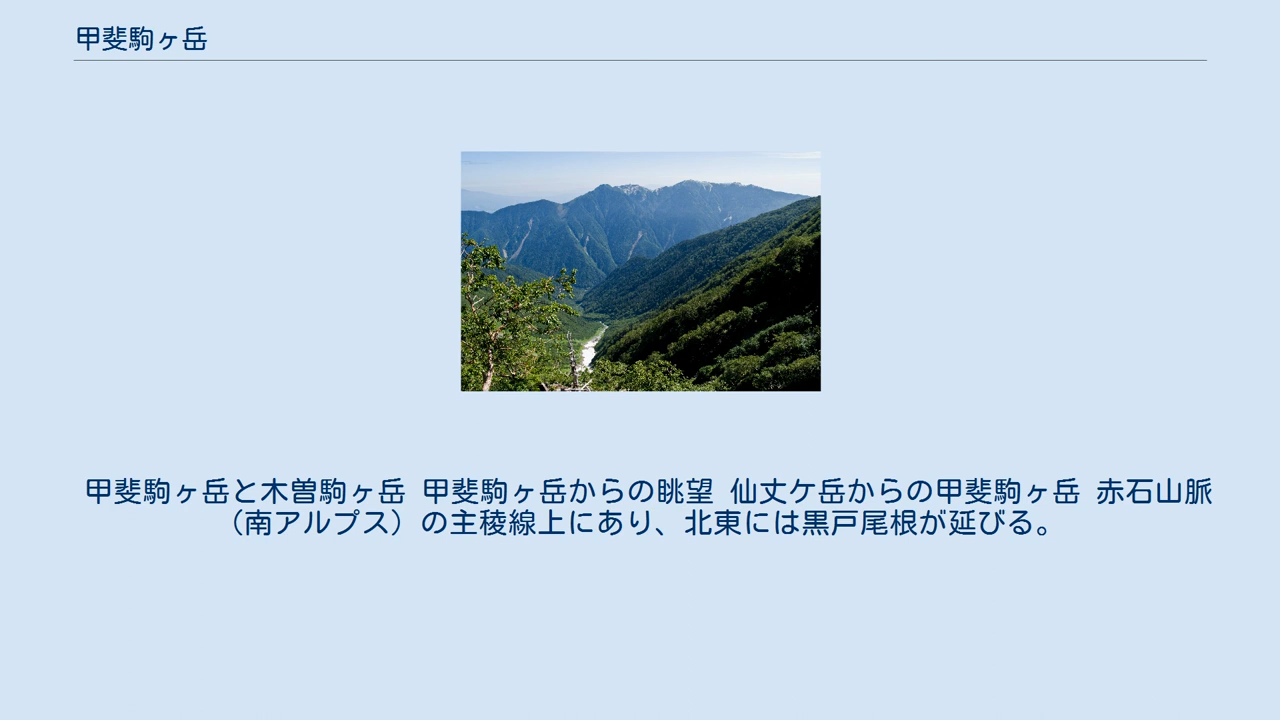 甲斐駒ヶ岳
甲斐駒ヶ岳と木曽駒ヶ岳 甲斐駒ヶ岳からの眺望 仙丈ケ岳からの甲斐駒ヶ岳 赤石山脈
（南アルプス）の主稜線上にあり、北東には黒戸尾根が延びる。